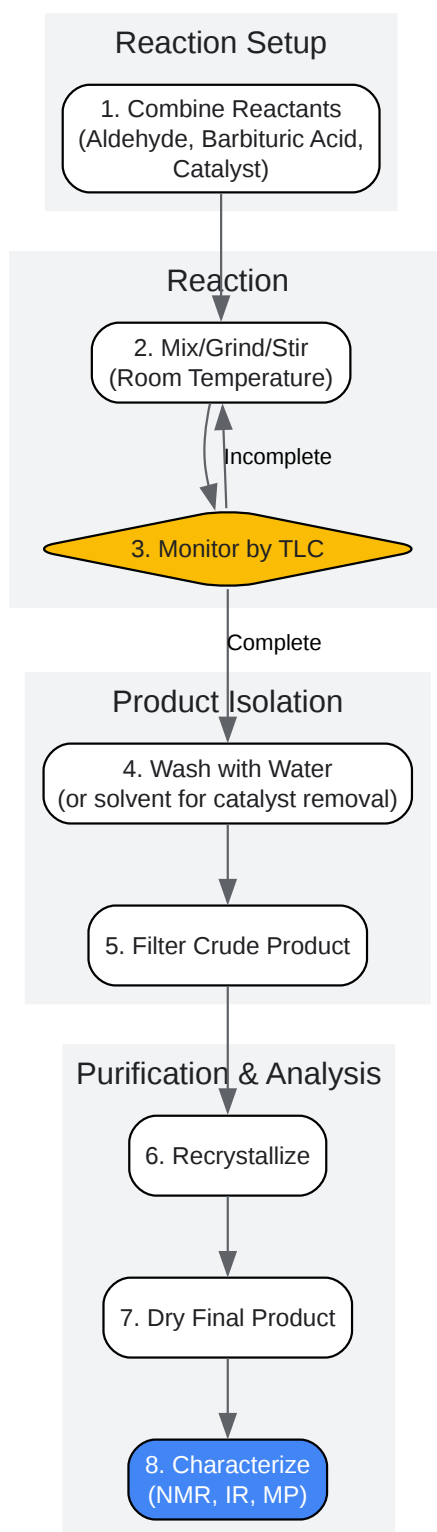 Reaction Setup
1. Combine Reactants
(Aldehyde, Barbituric Acid,
Catalyst)
Reaction
2. Mix/Grind/Stir
(Room Temperature)
Incomplete
3. Monitor by TLC
Complete
Product Isolation
4. Wash with Water
(or solvent for catalyst removal)
5. Filter Crude Product
Purification & Analysis
6. Recrystallize
7. Dry Final Product
8. Characterize
(NMR, IR, MP)